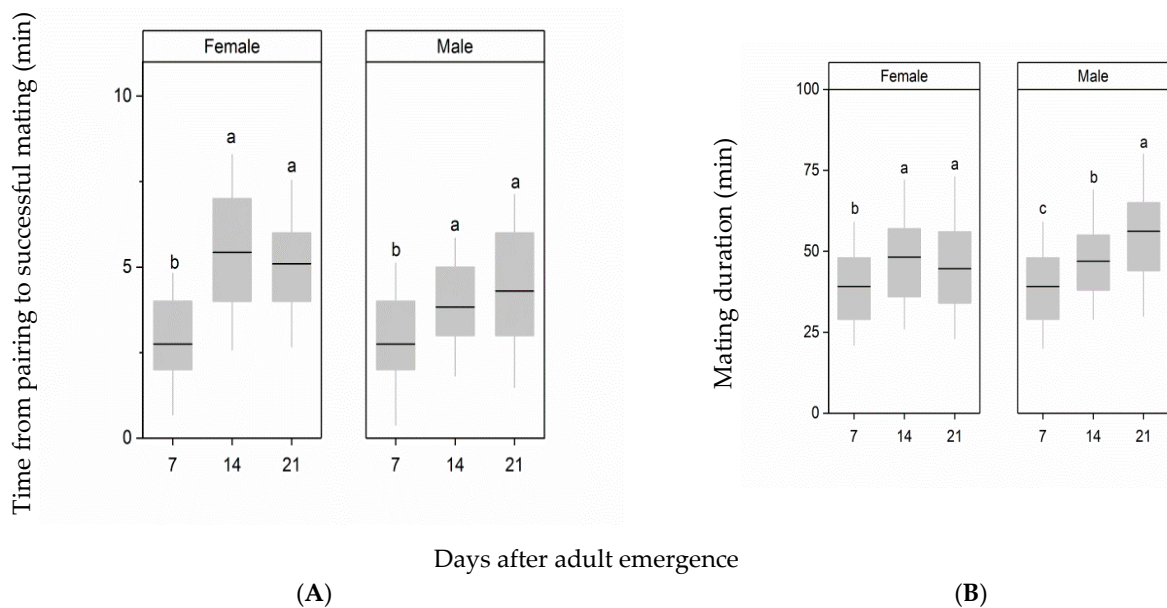 Time from pairing to successful mating (min)
Female
Male
10
5
0
b
a
a
b
a
a
7
14
21
7
14
21
Mating duration (min)
Female
Male
100
75
50
25
0
b
a
a
c
b
a
7
14
21
7
14
21
Days after adult emergence
(A)
(B)